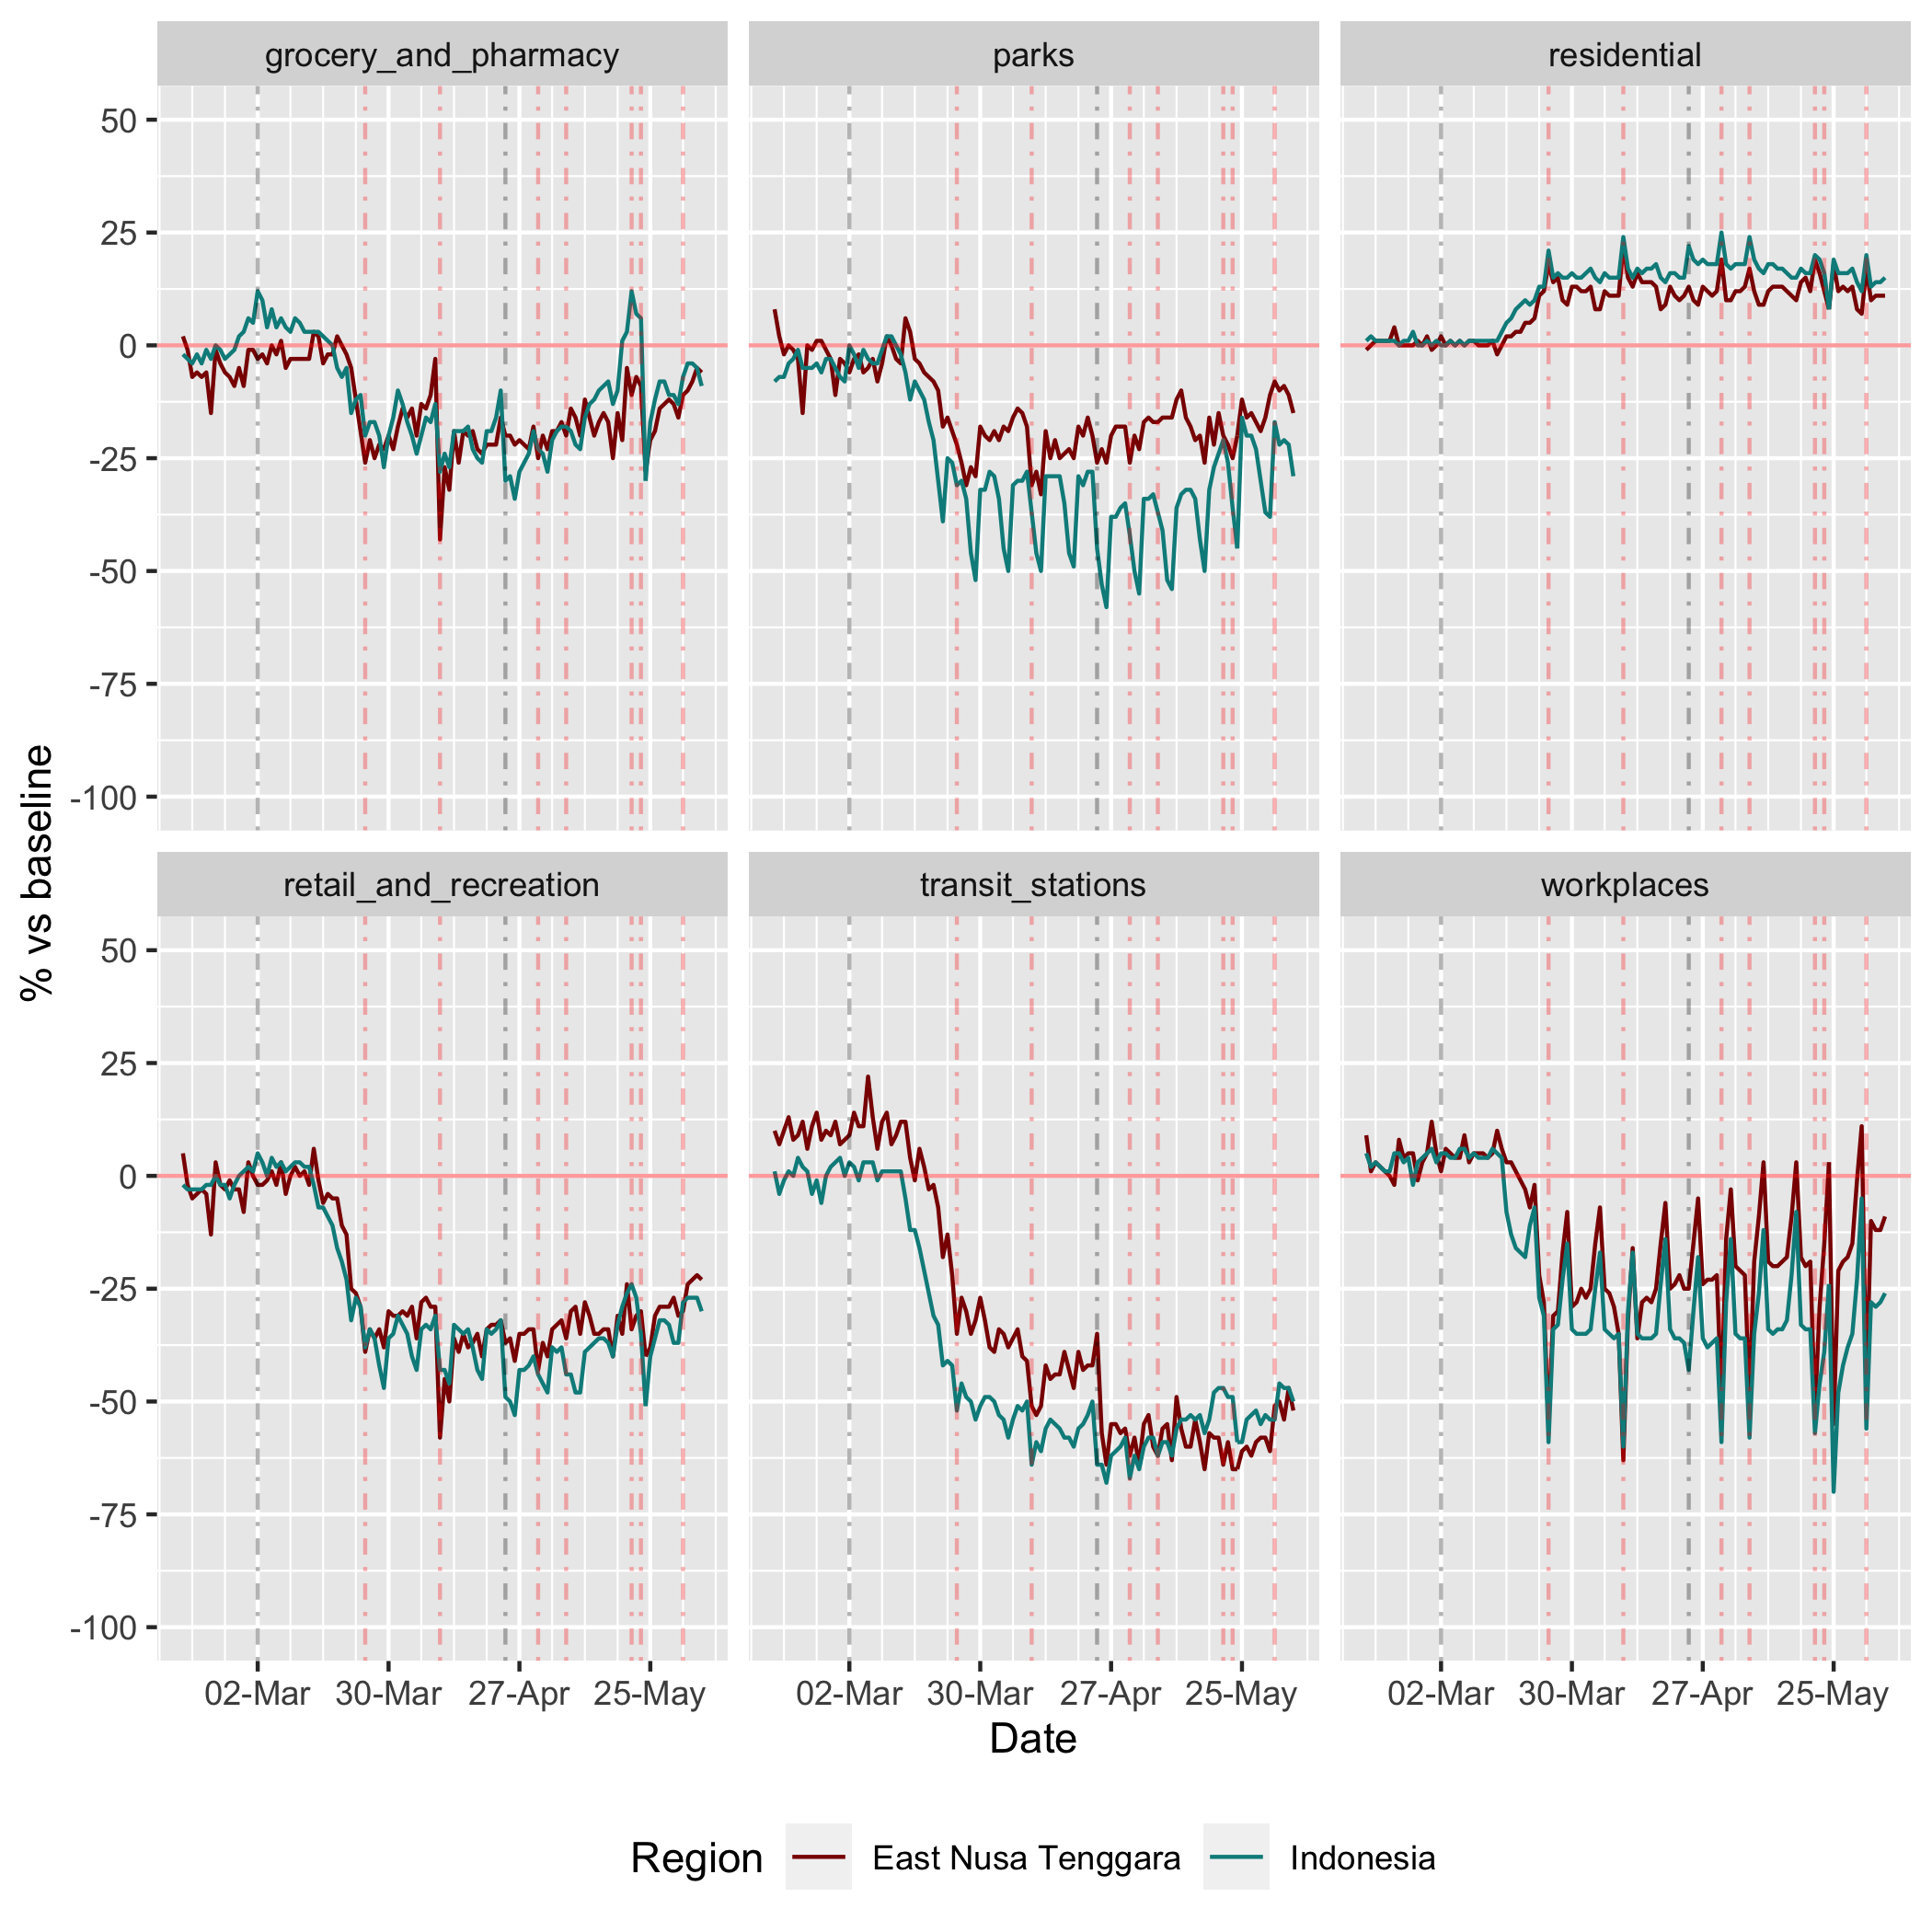 grocery_and_pharmacy
parks
residential
50
25
0
-25
-50
-75
-100
% vs baseline
retail_and_recreation
transit_stations
workplaces
50
25
0
-25
-50
-75
-100
02-Mar 30-Mar 27-Apr 25-May
02-Mar 30-Mar 27-Apr 25-May
02-Mar 30-Mar 27-Apr 25-May
Date
Region East Nusa Tenggara Indonesia